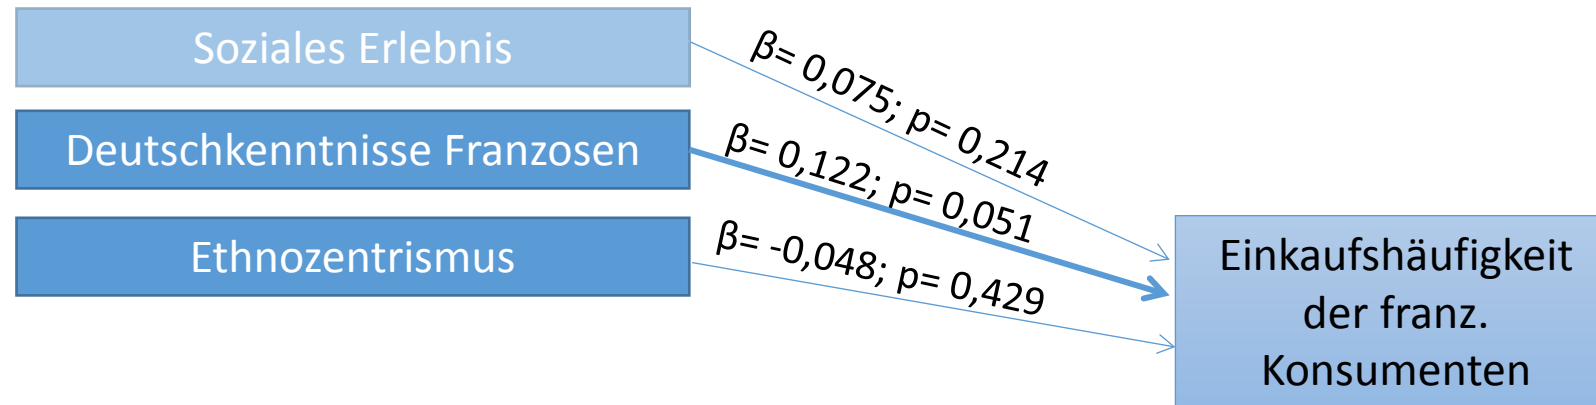 Soziales Erlebnis
β= 0,075; p= 0,214
Deutschkenntnisse Franzosen
β= 0,122; p= 0,051
Ethnozentrismus
β= -0,048; p= 0,429
Einkaufshäufigkeit
der franz.
Konsumenten